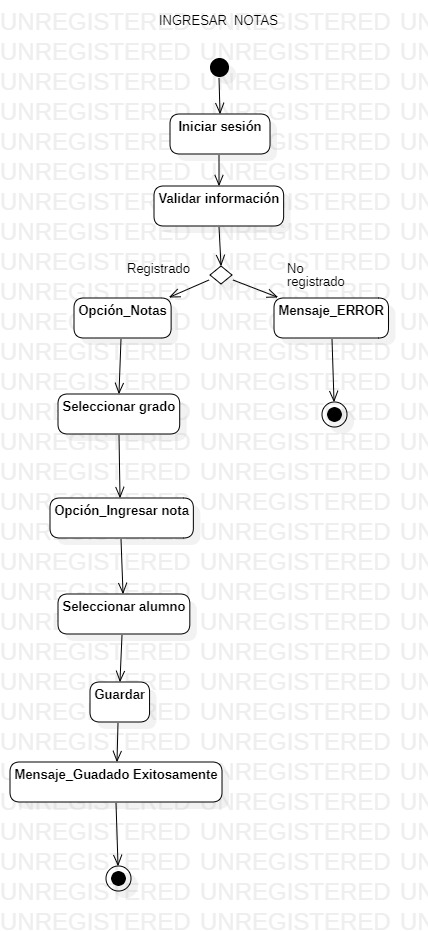 INGRESAR NOTAS
Iniciar sesión
Validar información
Registrado
No
registrado
Opción_Notas
Mensaje_ERROR
Seleccionar grado
Opción_Ingresar nota
Seleccionar alumno
Guardar
Mensaje_Guadado Exitosamente